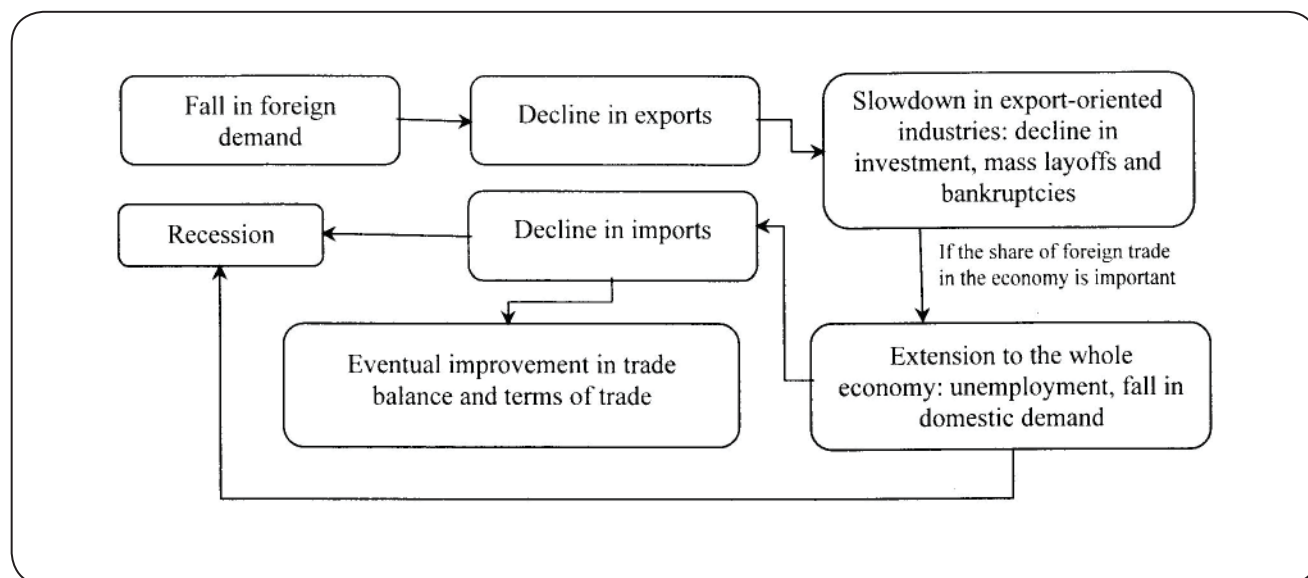 Fall in foreign
demand
Decline in exports
Slowdown in export-oriented
industries: decline in
investment, mass layoffs and
bankruptcies
Recession
Decline in imports
If the share of foreign trade
in the economy is important
Eventual improvement in trade
balance and terms of trade
Extension to the whole
economy: unemployment, fall in
domestic demand